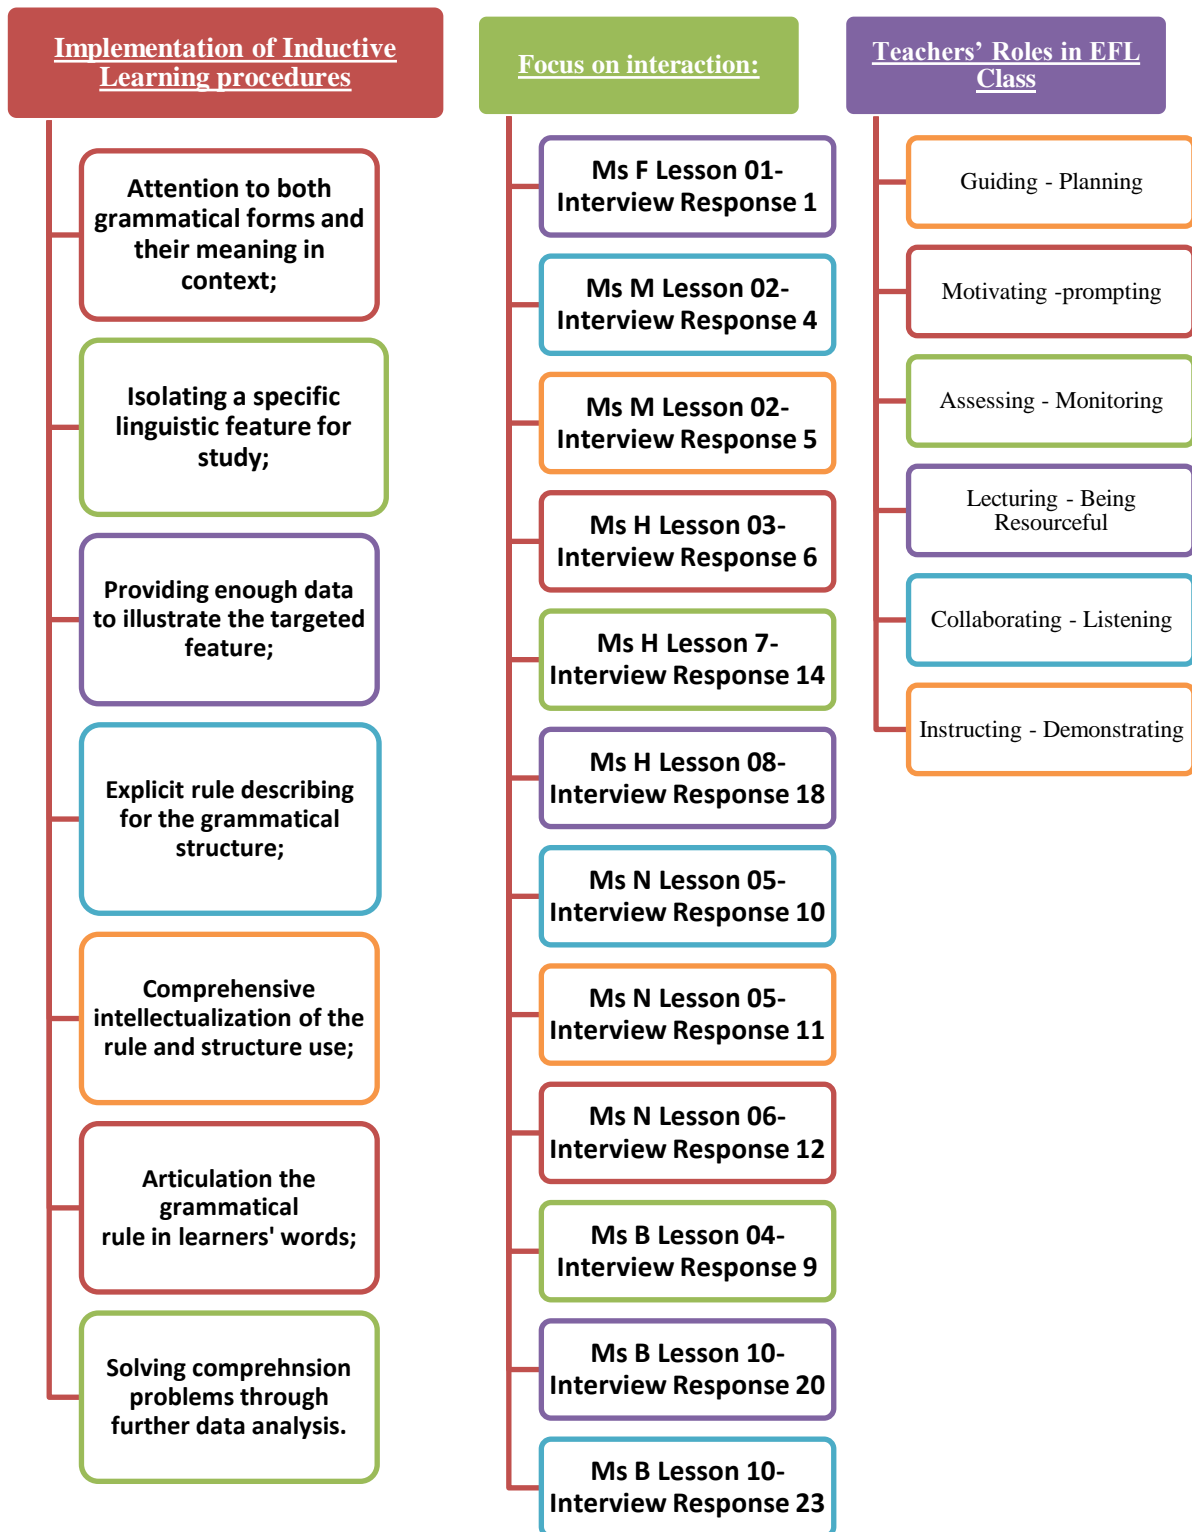 Implementation of Inductive
Learning procedures
Attention to both
grammatical forms and
their meaning in
context;
Isolating a specific
linguistic feature for
study;
Providing enough data
to illustrate the targeted
feature;
Explicit rule describing
for the grammatical
structure;
Comprehensive
intellectualization of the
rule and structure use;
Articulation the
grammatical
rule in learners' words;
Solving comprehnsion
problems through
further data analysis.
Focus on interaction:
Ms F Lesson 01-
Interview Response 1
Ms M Lesson 02-
Interview Response 4
Ms M Lesson 02-
Interview Response 5
Ms H Lesson 03-
Interview Response 6
Ms H Lesson 7-
Interview Response 14
Ms H Lesson 08-
Interview Response 18
Ms N Lesson 05-
Interview Response 10
Ms N Lesson 05-
Interview Response 11
Ms N Lesson 06-
Interview Response 12
Ms B Lesson 04-
Interview Response 9
Ms B Lesson 10-
Interview Response 20
Ms B Lesson 10-
Interview Response 23
Teachers’ Roles in EFL
Class
Guiding - Planning
Motivating -prompting
Assessing - Monitoring
Lecturing - Being
Resourceful
Collaborating - Listening
Instructing - Demonstrating